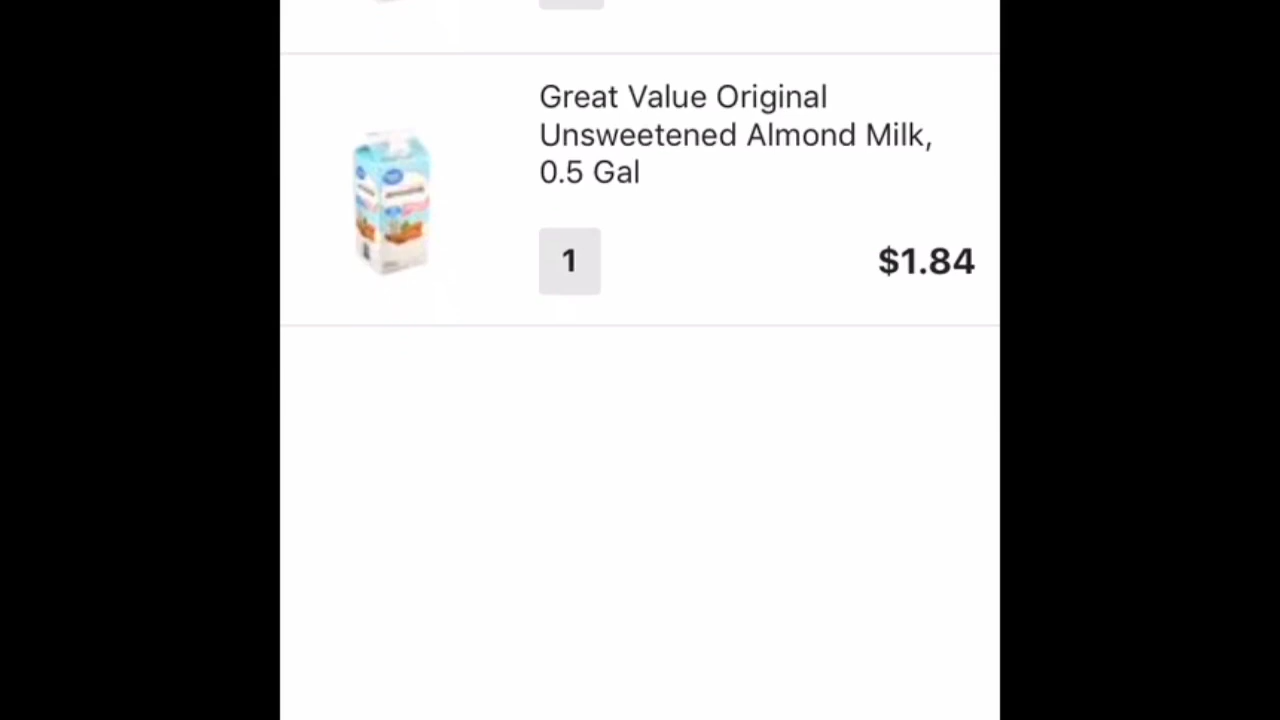 Great Value Original
Unsweetened Almond Milk,
0.5 Gal
1
$1.84